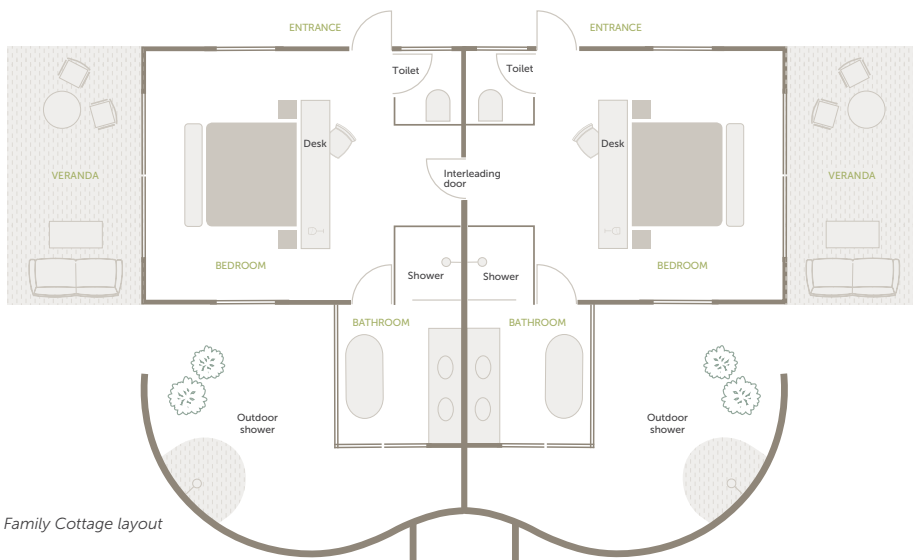 ENTRANCE
ENTRANCE
Toilet
Toilet
Desk
Desk
Interleading
door
VERANDA
VERANDA
BEDROOM
Shower
Shower
BEDROOM
BATHROOM
BATHROOM
Outdoor
shower
Outdoor
shower
Family Cottage layout